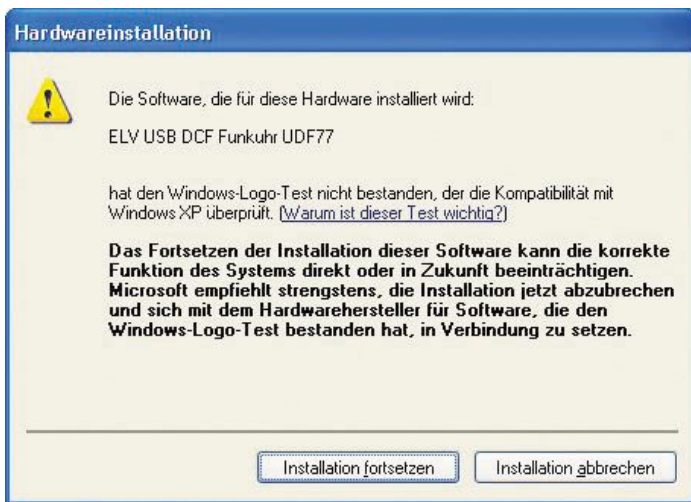 Hardwareinstallation
Die Software, die für diese Hardware installiert wird:
ELV USB DCF Funkuhr UDF77
hat den Windows-Logo-Test nicht bestanden, der die Kompatibilität mit
Windows XP überprüft. (Warum ist dieser Test wichtig?)
Das Fortsetzen der Installation dieser Software kann die korrekte
Funktion des Systems direkt oder in Zukunft beeinträchtigen.
Microsoft empfiehlt strengstens, die Installation jetzt abzubrechen
und sich mit dem Hardwarehersteller für Software, die den
Windows-Logo-Test bestanden hat, in Verbindung zu setzen.
Installation fortsetzen
Installation abbrechen